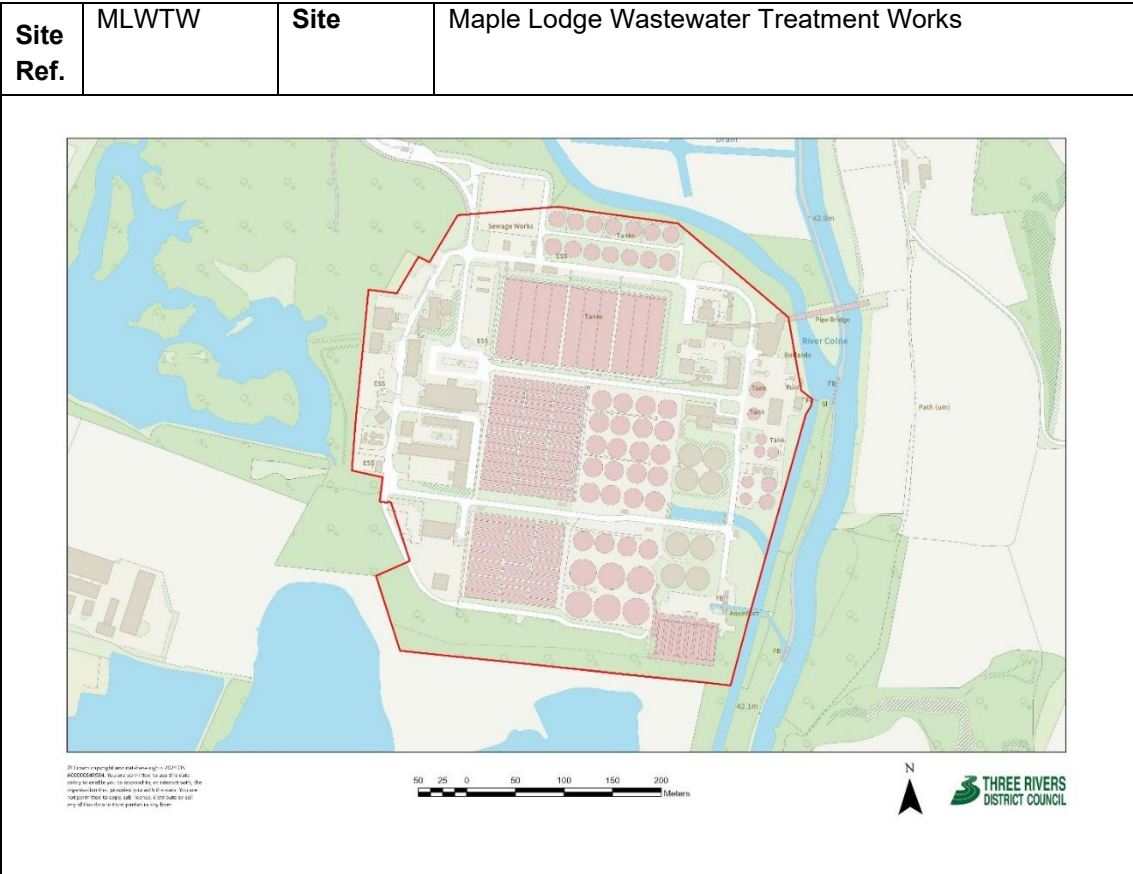 Site Ref.
MLWTW
Site
Maple Lodge Wastewater Treatment Works
Drain
42.0m
Sewage Works
Tanks
ESS
Tanks
Pipe Bridge
ESS
River Colne
Bollards
ESS
FB
Tank
Sl
Path (um)
Tank
Tank
ESS
FB
Aqueduct
FB
42.1m
50 25 0 50 100 150 200
Meters
N
THREE RIVERS
DISTRICT COUNCIL